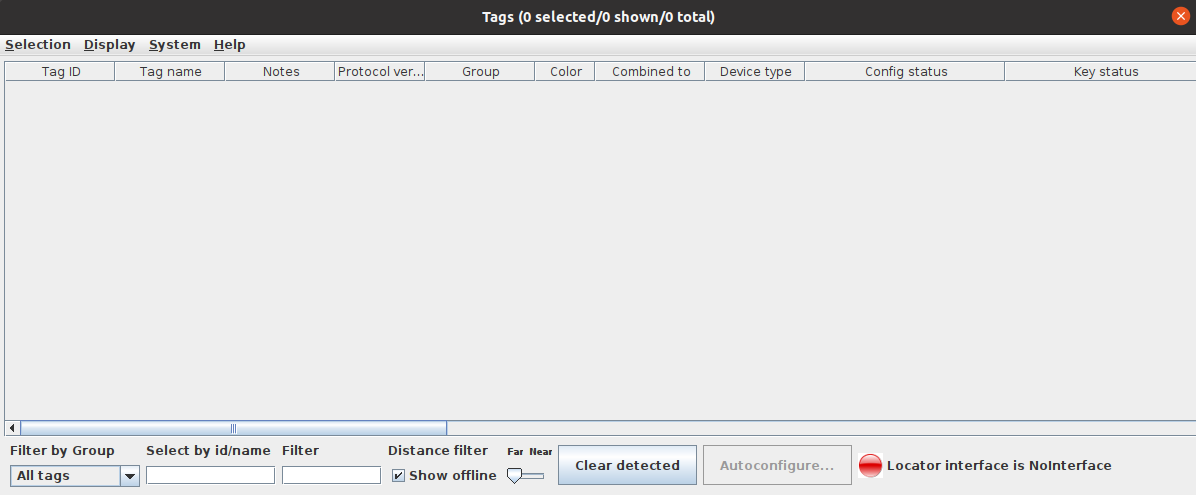 Tags (0 selected/0 shown/0 total)
Selection Display System Help
Tag ID Tag name Notes Protocol ver... Group Color Combined to Device type Config status Key status
Filter by Group Select by id/name Filter Distance filter Far Near
All tags Show offline Clear detected Autoconfigure... Locator interface is NoInterface